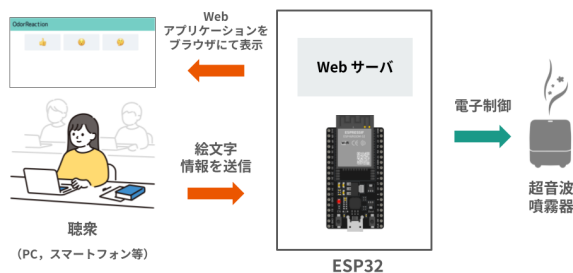 OdorReaction
Web
アプリケーションを
ブラウザにて表示
Web サーバ
絵文字
情報を送信
聴衆
（PC，スマートフォン等）
ESP32
電子制御
超音波
噴霧器